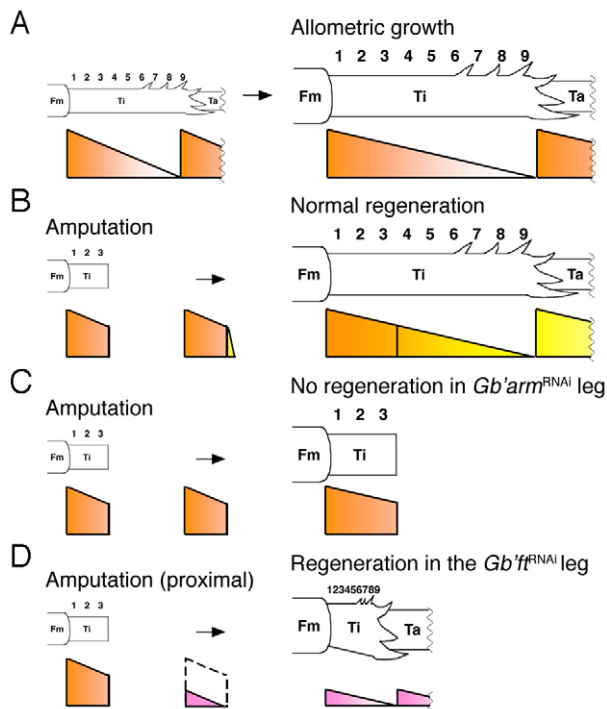 A
Allometric growth
1 2 3 4 5 6 7 8 9
Fm Ti Ta
1 2 3 4 5 6 7 8 9
Fm Ti Ta
B
Amputation
Normal regeneration
1 2 3
Fm Ti
1 2 3 4 5 6 7 8 9
Fm Ti Ta
C
Amputation
No regeneration in Gb'armRNAi leg
1 2 3
Fm Ti
1 2 3
Fm Ti
D
Amputation (proximal)
Regeneration in the Gb'ftRNAi leg
1 2 3
Fm Ti
123456789
Fm Ti Ta